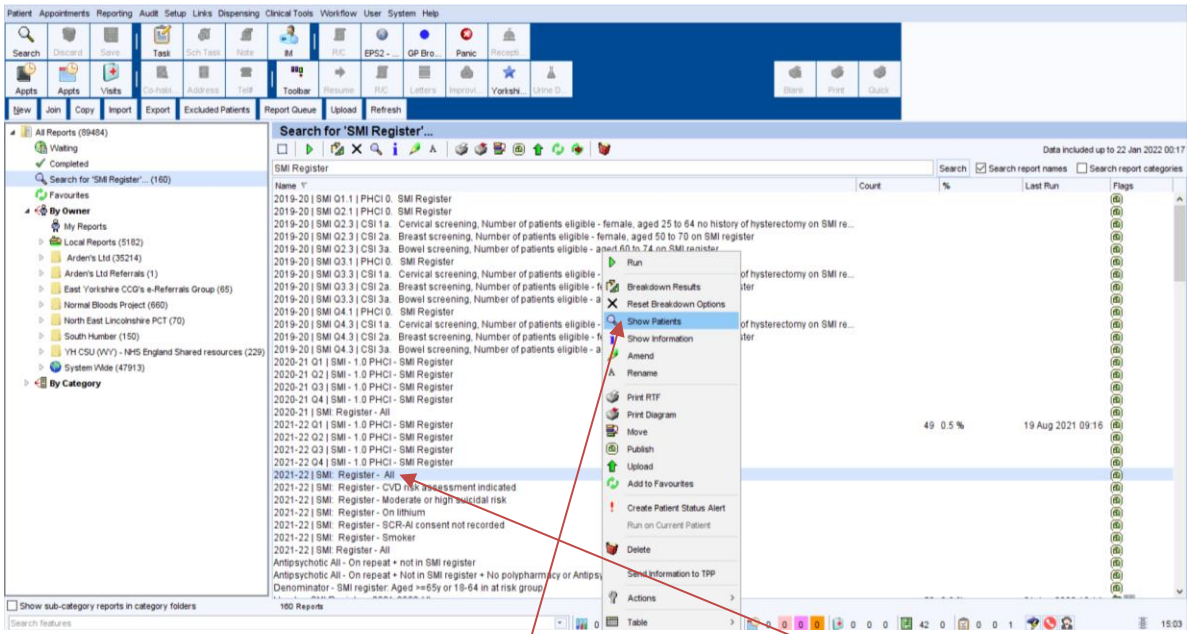 Patient Appointments Reporting Audit Setup Links Dispensing Clinical Tools Workflow User System Help
Search Discard Save Task Sch Task Note IM R/C EPS2 - ... GP Bro... Panic Recepti...
Appts Appts Visits Co-habi... Address Tel# Toolbar Resume R/C Letters Improvi... Yorkshi... Urine D... Blank Print Quick
New Join Copy Import Export Excluded Patients Report Queue Upload Refresh
All Reports (89484)
Waiting
Completed
Search for 'SMI Register'... (160)
Favourites
By Owner
My Reports
Local Reports (5182)
Arden's Ltd (35214)
Arden's Ltd Referrals (1)
East Yorkshire CCG's e-Referrals Group (65)
Normal Bloods Project (660)
North East Lincolnshire PCT (70)
South Humber (150)
YH CSU (WY) - NHS England Shared resources (229)
System Wide (47913)
By Category
Show sub-category reports in category folders
Search features
Search for 'SMI Register'...
Data included up to 22 Jan 2022 00:17
SMI Register Search Search report names Search report categories
Name Count % Last Run Flags
2019-20 | SMI Q1.1 | PHCI 0. SMI Register
2019-20 | SMI Q2.1 | PHCI 0. SMI Register
2019-20 | SMI Q2.3 | CSI 1a. Cervical screening, Number of patients eligible - female, aged 25 to 64 no history of hysterectomy on SMI re...
2019-20 | SMI Q2.3 | CSI 2a. Breast screening, Number of patients eligible - female, aged 50 to 70 on SMI register
2019-20 | SMI Q2.3 | CSI 3a. Bowel screening, Number of patients eligible - aged 60 to 74 on SMI register
2019-20 | SMI Q3.1 | PHCI 0. SMI Register
2019-20 | SMI Q3.3 | CSI 1a. Cervical screening, Number of patients eligible - of hysterectomy on SMI re...
2019-20 | SMI Q3.3 | CSI 2a. Breast screening, Number of patients eligible - f ster
2019-20 | SMI Q3.3 | CSI 3a. Bowel screening, Number of patients eligible - a
2019-20 | SMI Q4.1 | PHCI 0. SMI Register
2019-20 | SMI Q4.3 | CSI 1a. Cervical screening, Number of patients eligible - of hysterectomy on SMI re...
2019-20 | SMI Q4.3 | CSI 2a. Breast screening, Number of patients eligible - f ster
2019-20 | SMI Q4.3 | CSI 3a. Bowel screening, Number of patients eligible - a
2020-21 Q1 | SMI - 1.0 PHCI - SMI Register
2020-21 Q2 | SMI - 1.0 PHCI - SMI Register
2020-21 Q3 | SMI - 1.0 PHCI - SMI Register
2020-21 Q4 | SMI - 1.0 PHCI - SMI Register
2020-21 | SMI: Register - All
2021-22 Q1 | SMI - 1.0 PHCI - SMI Register 49 0.5 % 19 Aug 2021 09:16
2021-22 Q2 | SMI - 1.0 PHCI - SMI Register
2021-22 Q3 | SMI - 1.0 PHCI - SMI Register
2021-22 Q4 | SMI - 1.0 PHCI - SMI Register
2021-22 | SMI: Register - All
2021-22 | SMI: Register - CVD risk assessment indicated
2021-22 | SMI: Register - Moderate or high suicidal risk
2021-22 | SMI: Register - On lithium
2021-22 | SMI: Register - SCR-AI consent not recorded
2021-22 | SMI: Register - Smoker
2021-22 | SMI: Register - All
Antipsychotic All - On repeat + not in SMI register
Antipsychotic All - On repeat + Not in SMI register + No polypharmacy or Antipsy
Denominator - SMI register: Aged >=65y or 18-64 in at risk group
160 Reports
Run
Breakdown Results
Reset Breakdown Options
Show Patients
Show Information
Amend
Rename
Print RTF
Print Diagram
Move
Publish
Upload
Add to Favourites
Create Patient Status Alert
Run on Current Patient
Delete
Send Information to TPP
Actions
Table
0 0 0 0 0 0 0 0 42 0 0 0 1 15:03